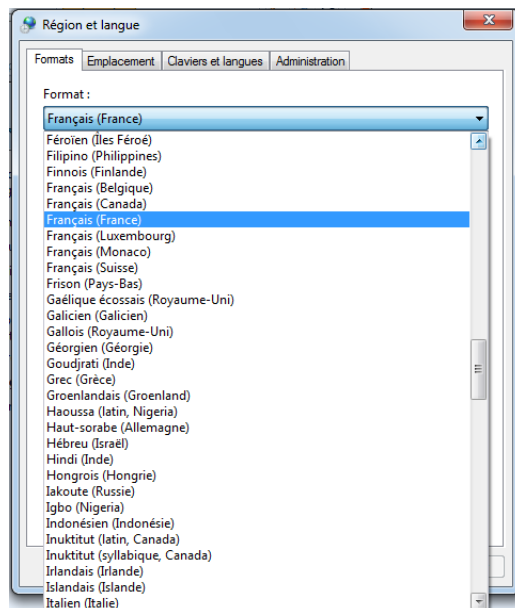 Région et langue
Formats Emplacement Claviers et langues Administration
Format :
Français (France)
Féroïen (Îles Féroé)
Filipino (Philippines)
Finnois (Finlande)
Français (Belgique)
Français (Canada)
Français (France)
Français (Luxembourg)
Français (Monaco)
Français (Suisse)
Frison (Pays-Bas)
Gaélique écossais (Royaume-Uni)
Galicien (Galicien)
Gallois (Royaume-Uni)
Géorgien (Géorgie)
Goudjrati (Inde)
Grec (Grèce)
Groenlandais (Groenland)
Haoussa (latin, Nigeria)
Haut-sorabe (Allemagne)
Hébreu (Israël)
Hindi (Inde)
Hongrois (Hongrie)
Iakoute (Russie)
Igbo (Nigeria)
Indonésien (Indonésie)
Inuktitut (latin, Canada)
Inuktitut (syllabique, Canada)
Irlandais (Irlande)
Islandais (Islande)
Italien (Italie)